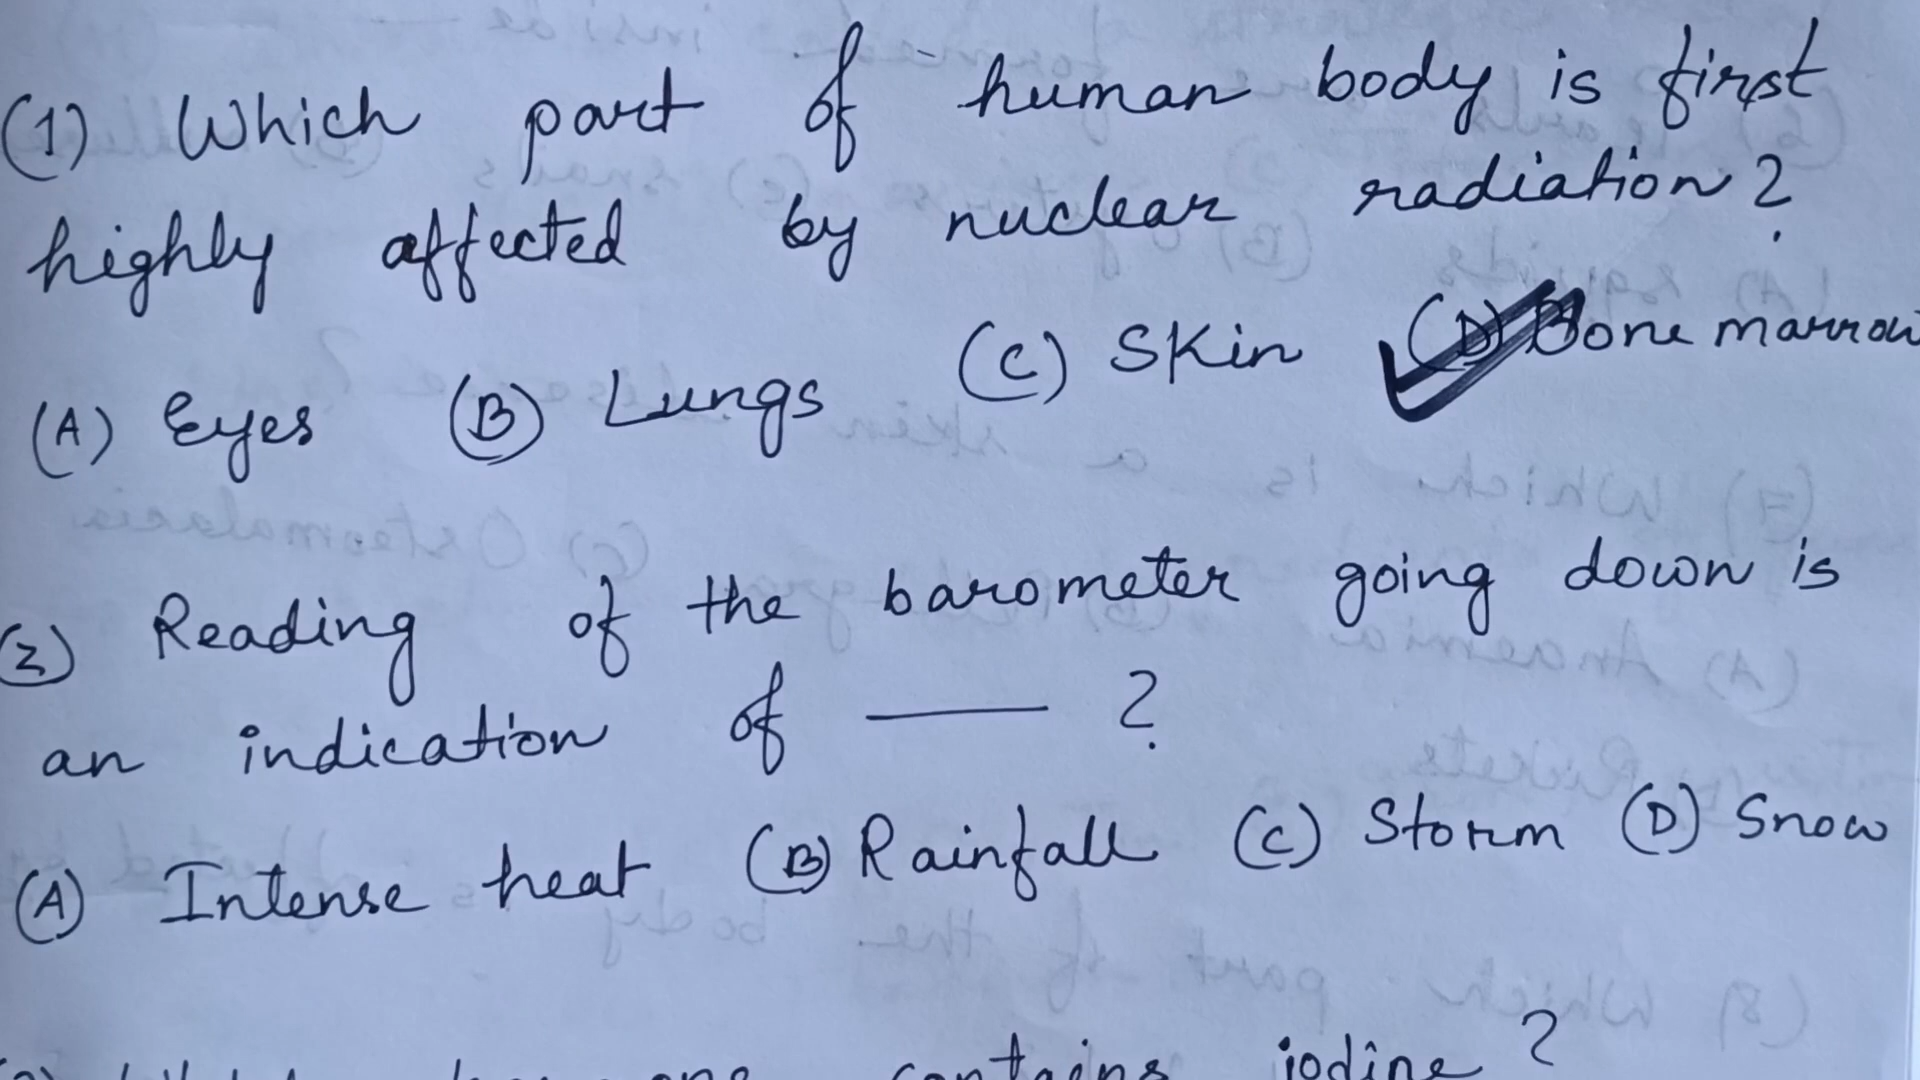 (1) Which part of human body is first
highly affected by nuclear radiation?
(A) Eyes (B) Lungs (C) Skin (D) Bone marrow
(2) Reading of the barometer going down is
an indication of —— ?
(A) Intense heat (B) Rainfall (C) Storm (D) Snow
contains iodine?